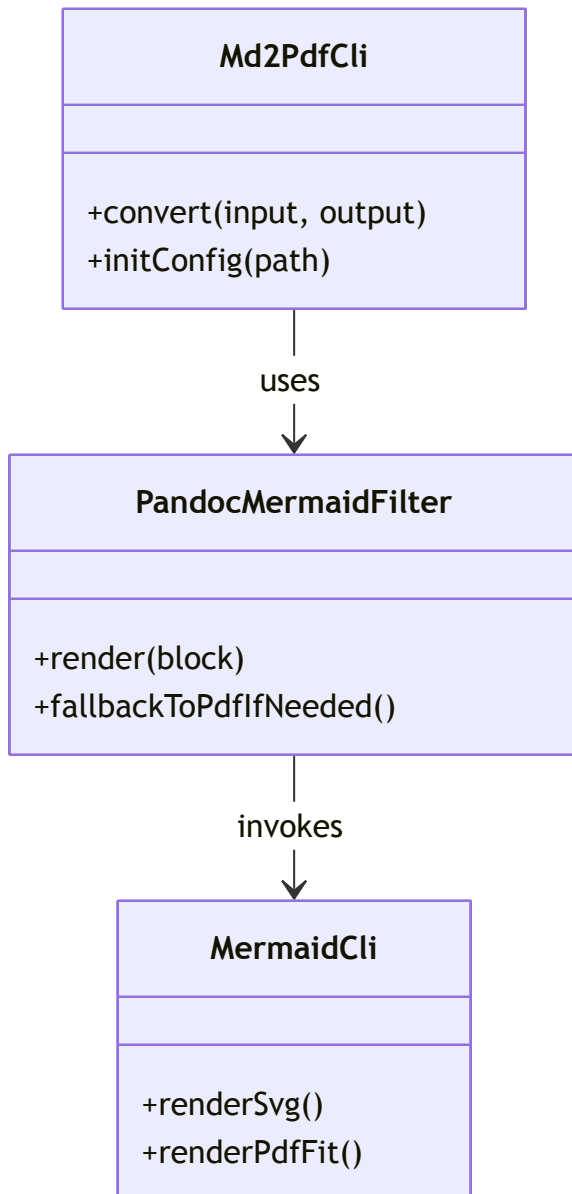 Md2PdfCli
+convert(input, output)
+initConfig(path)
uses
PandocMermaidFilter
+render(block)
+fallbackToPdfIfNeeded()
invokes
MermaidCli
+renderSvg()
+renderPdfFit()